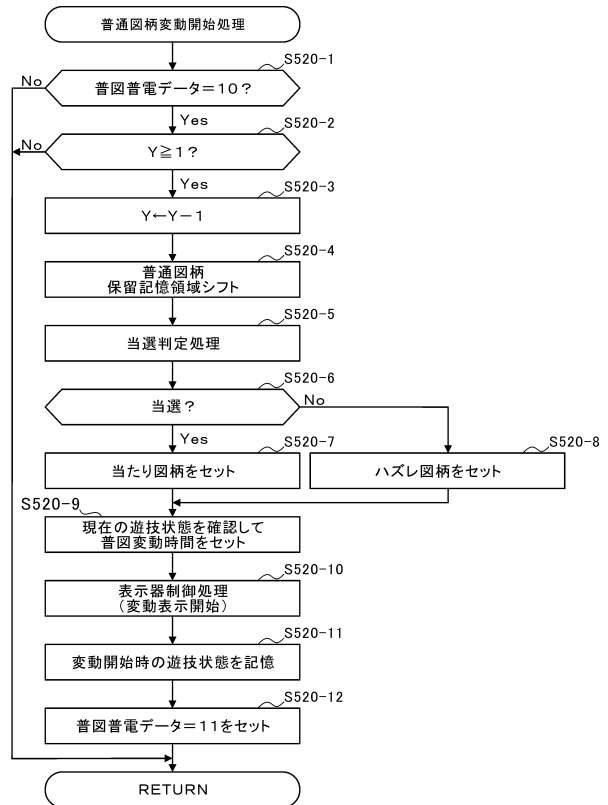 普通図柄変動開始処理
S520-1
普図普電データ＝１０？
No
Yes
S520-2
Ｙ≧１？
No
Yes
S520-3
Ｙ←Ｙ－１
S520-4
普通図柄
保留記憶領域シフト
S520-5
当選判定処理
S520-6
当選？
No
Yes
S520-7
当たり図柄をセット
S520-8
ハズレ図柄をセット
S520-9
現在の遊技状態を確認して
普図変動時間をセット
S520-10
表示器制御処理
（変動表示開始）
S520-11
変動開始時の遊技状態を記憶
S520-12
普図普電データ＝１１をセット
RETURN